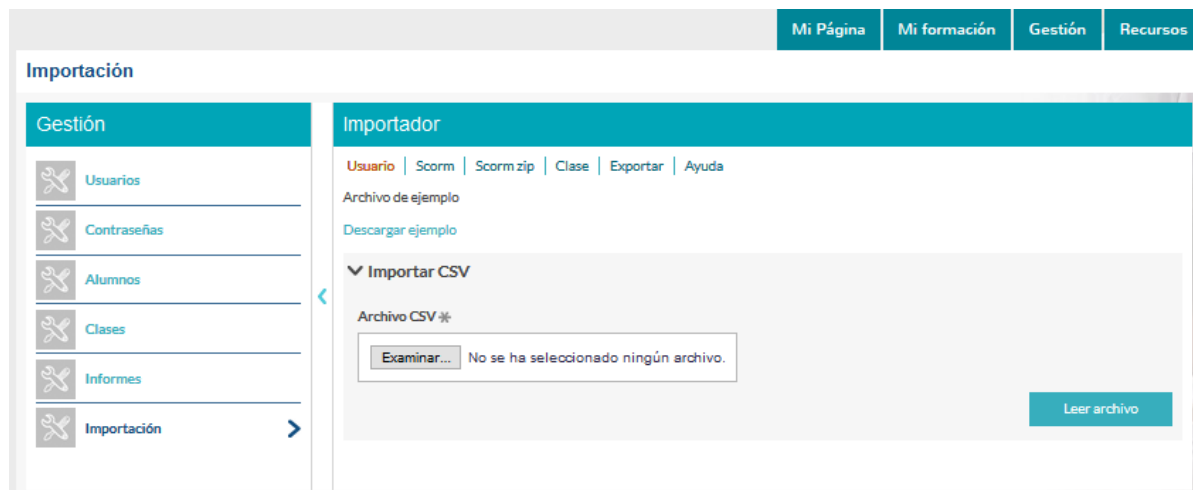 Mi Página Mi formación Gestión Recursos
Importación
Gestión
Usuarios
Contraseñas
Alumnos
Clases
Informes
Importación
Importador
Usuario | Scorm | Scorm zip | Clase | Exportar | Ayuda
Archivo de ejemplo
Descargar ejemplo
Importar CSV
Archivo CSV *
Examinar... No se ha seleccionado ningún archivo.
Leer archivo